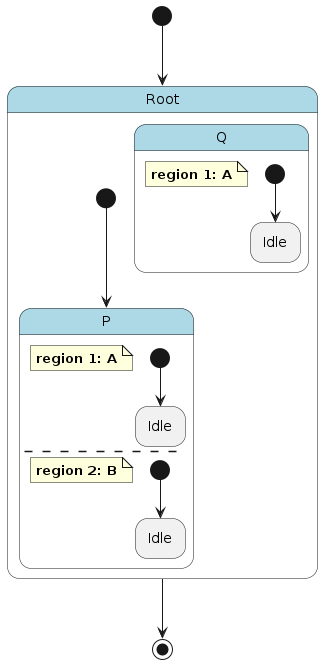 Root
Q
region 1: A
Idle
P
region 1: A
Idle
region 2: B
Idle